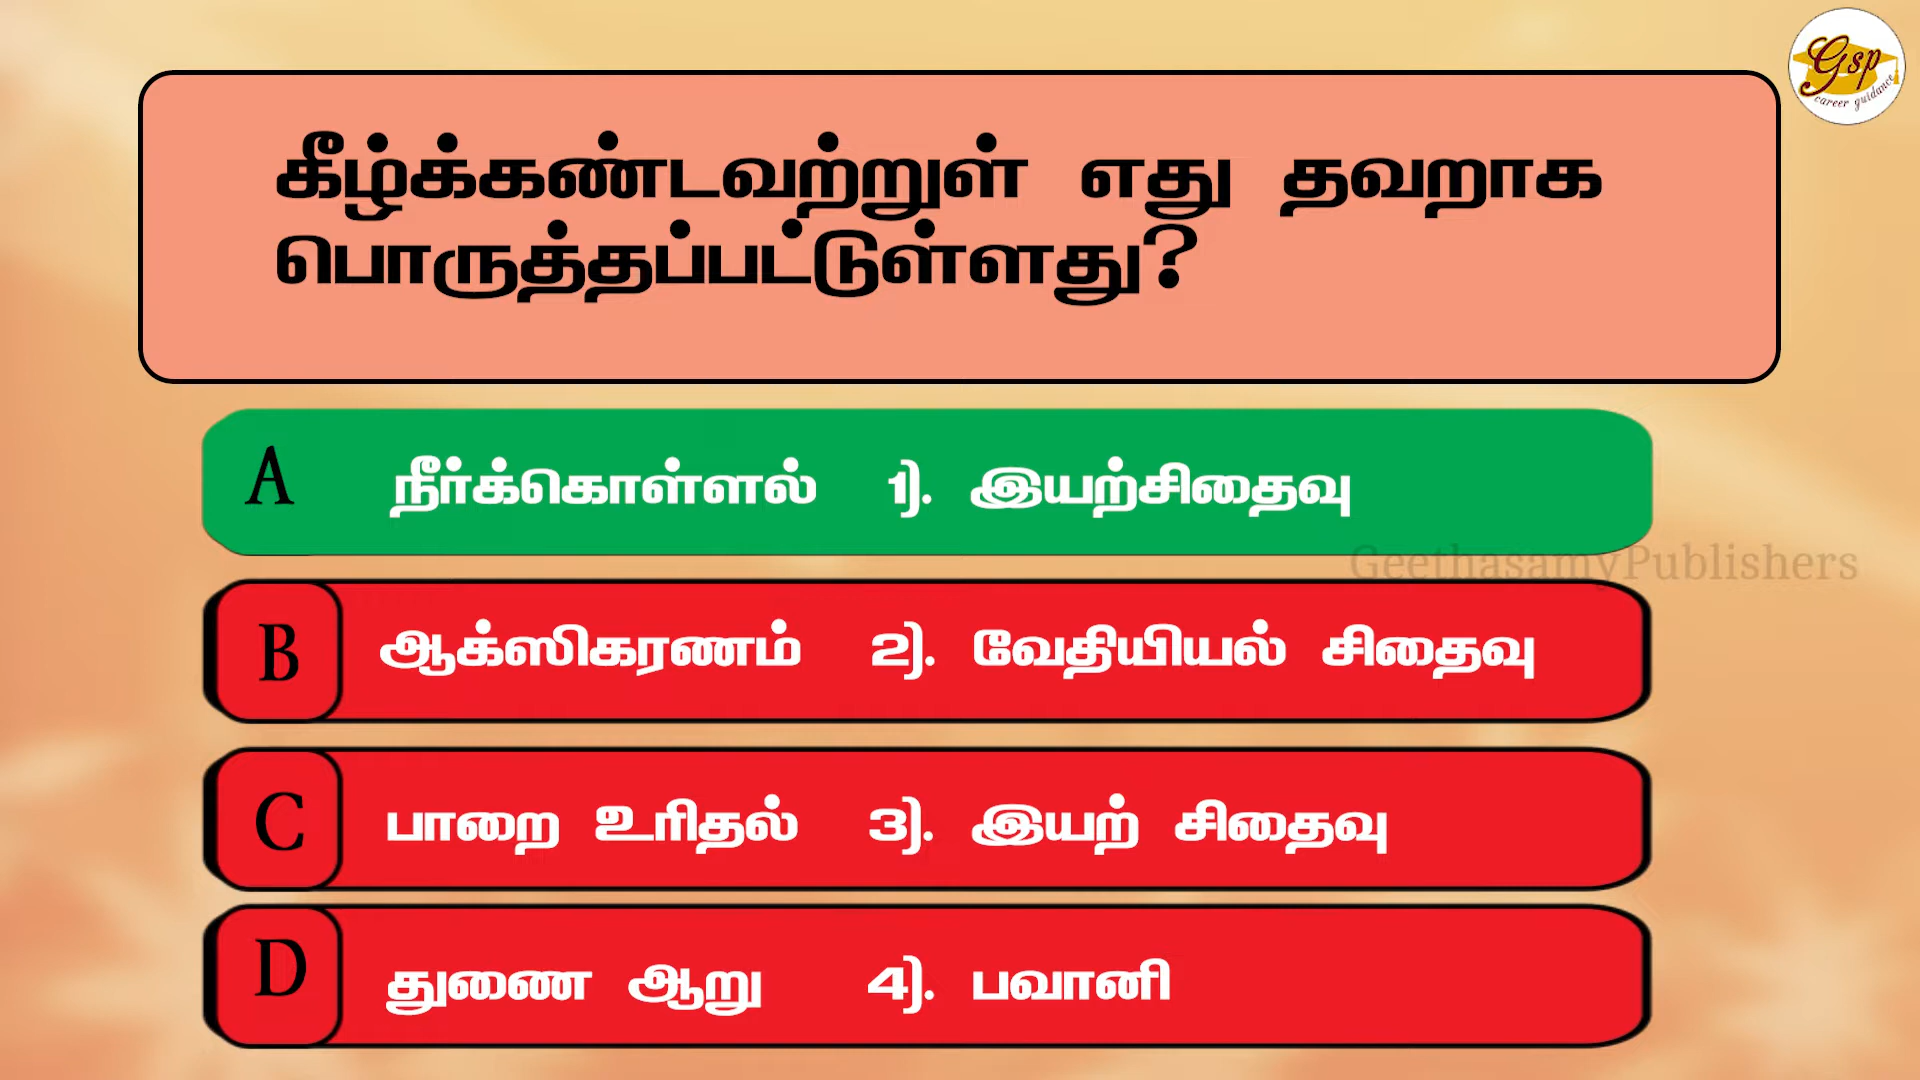 Gsp
career guidance
கீழ்க்கண்டவற்றுள் எது தவறாக
பொருத்தப்பட்டுள்ளது?
A நீர்க்கொள்ளல் 1). இயற்சிதைவு
GeethasamyPublishers
B ஆக்ஸிகரணம் 2). வேதியியல் சிதைவு
C பாறை உரிதல் 3). இயற் சிதைவு
D துணை ஆறு 4). பவானி